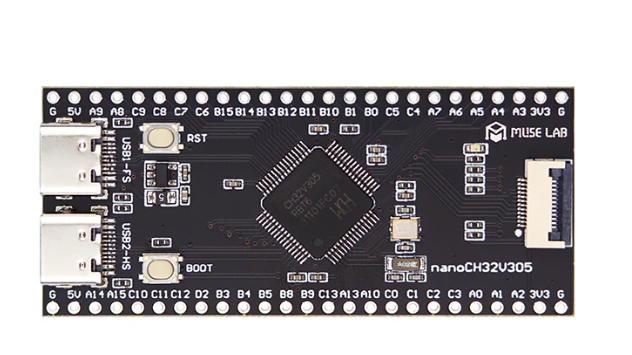 G 5V A9 A8 C9 C8 C7 C6 B15 B14 B13 B12 B11 B10 B1 B0 C5 C4 A7 A6 A5 A4 A3 3V3 G
RST
MUSE LAB
USB1-FS
CH32V305
RBT6
WH
USB2-HS
BOOT
nanoCH32V305
G 5V A14 A15 C10 C11 C12 D2 B3 B4 B5 B8 B9 C13 A13 A10 C0 C1 C2 C3 A0 A1 A2 3V3 G